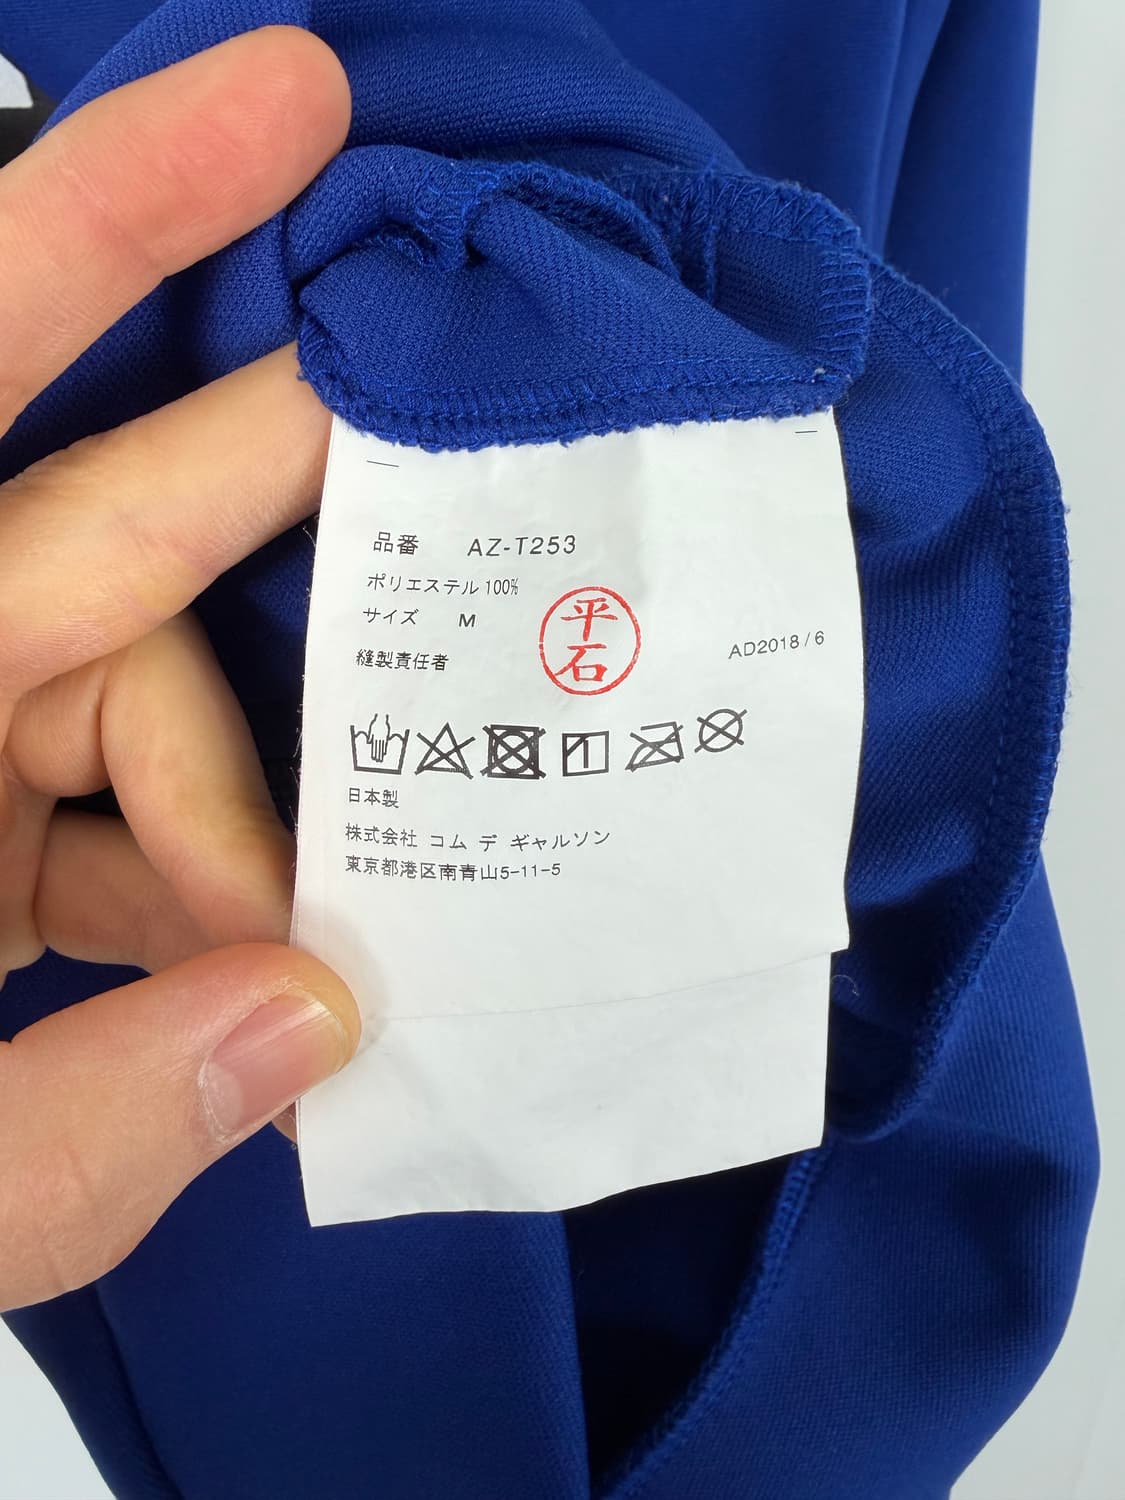 品番 AZ-T253
ポリエステル 100%
サイズ M
平石
縫製責任者
AD2018/6
日本製
株式会社 コム デ ギャルソン
東京都港区南青山5-11-5